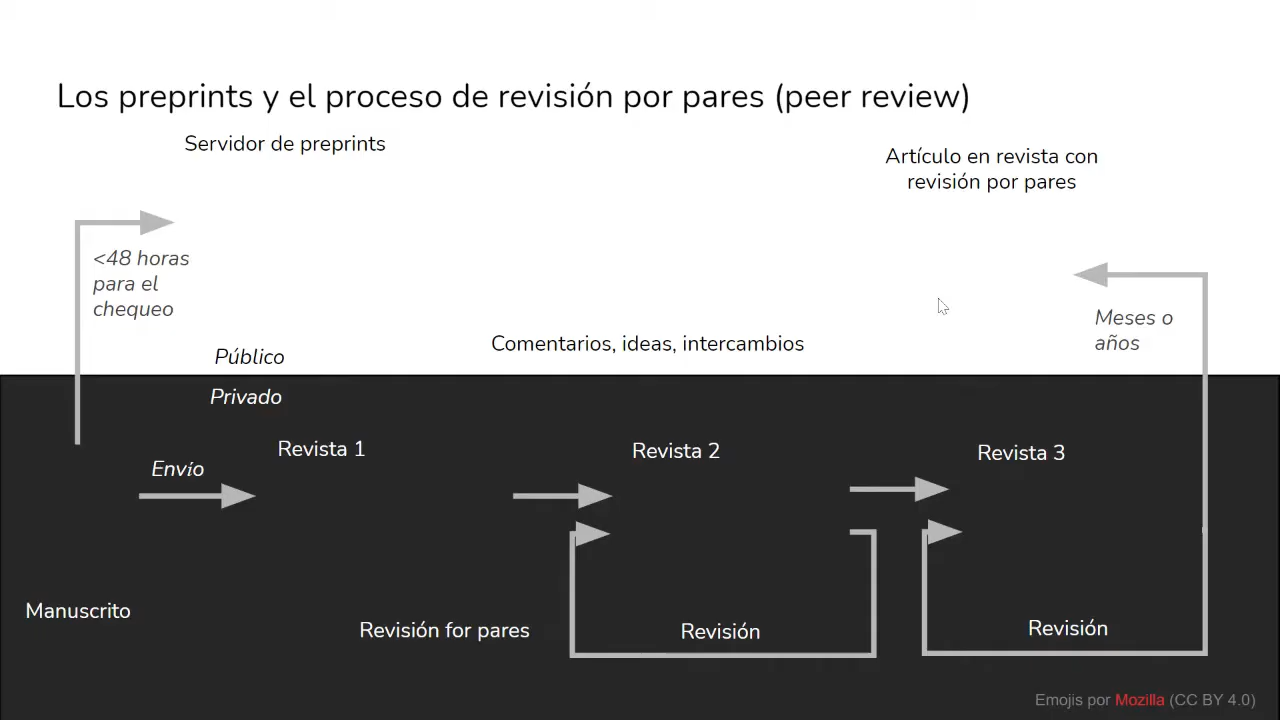 Los preprints y el proceso de revisión por pares (peer review)
Servidor de preprints
Artículo en revista con
revisión por pares
<48 horas
para el
chequeo
Meses o
años
Comentarios, ideas, intercambios
Público
Privado
Envío
Revista 1
Revista 2
Revista 3
Manuscrito
Revisión for pares
Revisión
Revisión
Emojis por Mozilla (CC BY 4.0)